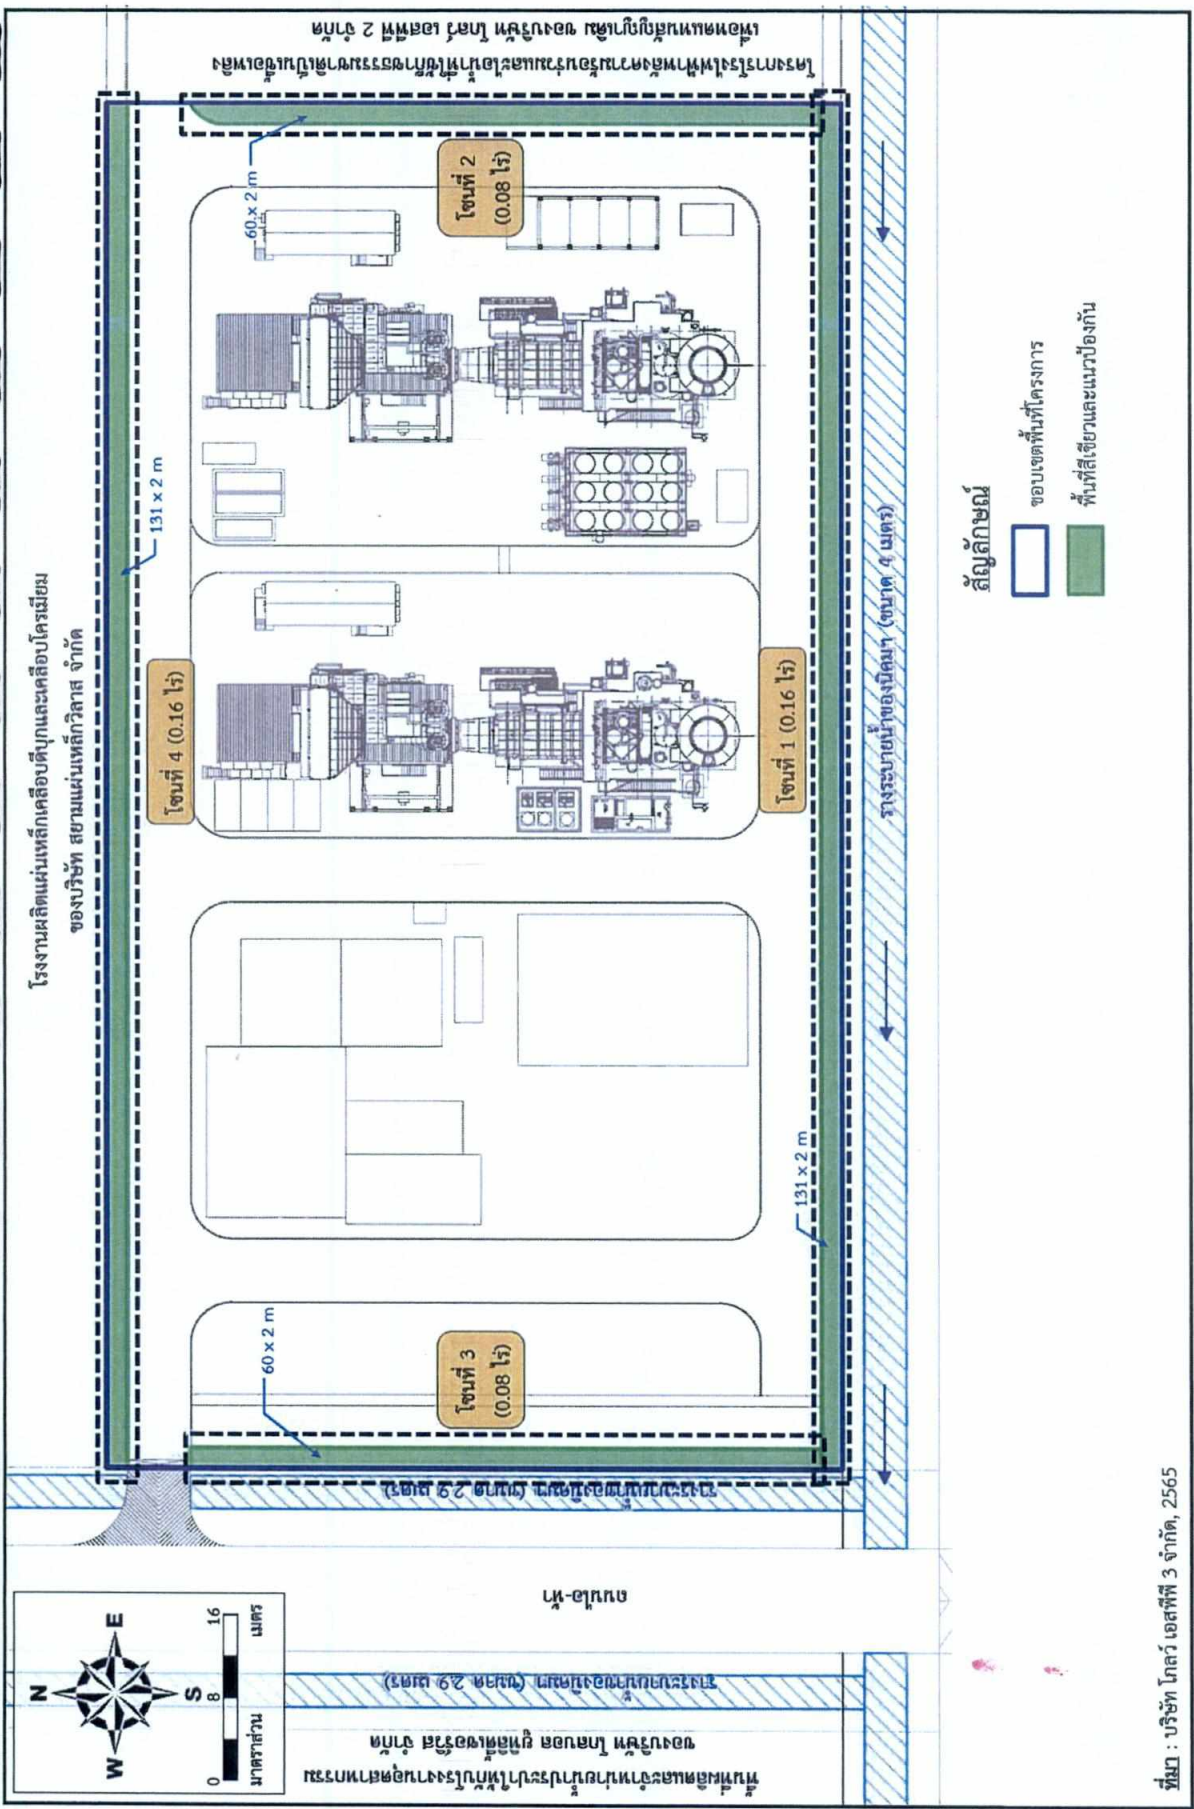 โรงงานผลิตแผ่นเหล็กเคลือบดีบุกและเคลือบโครเมียม
ของบริษัท สยามแผ่นเหล็กวิลาส จำกัด
N
W
E
S
0
8
16
มาตราส่วน
เมตร
131 x 2 m
60 x 2 m
โซนที่ 4 (0.16 ไร่)
โซนที่ 2
(0.08 ไร่)
โครงการโรงไฟฟ้าพลังความร้อนร่วมและไอน้ำที่ใช้ก๊าซธรรมชาติเป็นเชื้อเพลิง
เพื่อทดแทนสัญญาเดิม ของบริษัท โกลว์ เอสพีพี 2 จำกัด
พื้นที่ผลิตและจำหน่ายน้ำประปาให้กับโรงงานอุตสาหกรรม
ของบริษัท โกลบอล ยูทิลิตี้เซอร์วิส จำกัด
รางระบายน้ำของนิคมฯ (ขนาด 2.9 เมตร)
ถนนไอ-ห้า
รางระบายน้ำของนิคมฯ (ขนาด 2.9 เมตร)
60 x 2 m
โซนที่ 3
(0.08 ไร่)
131 x 2 m
โซนที่ 1 (0.16 ไร่)
รางระบายน้ำของนิคมฯ (ขนาด 4 เมตร)
สัญลักษณ์
ขอบเขตพื้นที่โครงการ
พื้นที่สีเขียวและแนวป้องกัน
ที่มา : บริษัท โกลว์ เอสพีพี 3 จำกัด, 2565